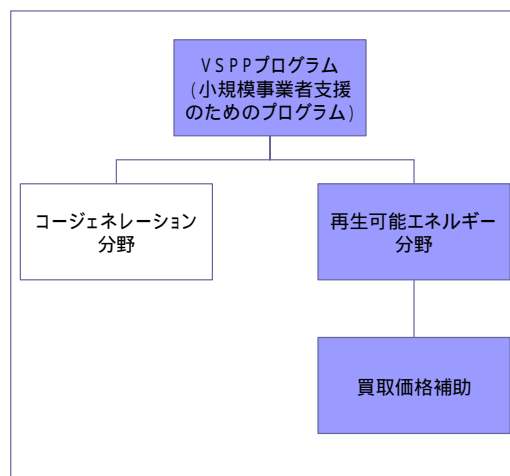 VSPPプログラム
(小規模事業者支援
のためのプログラム)
コージェネレーション
分野
再生可能エネルギー
分野
買取価格補助